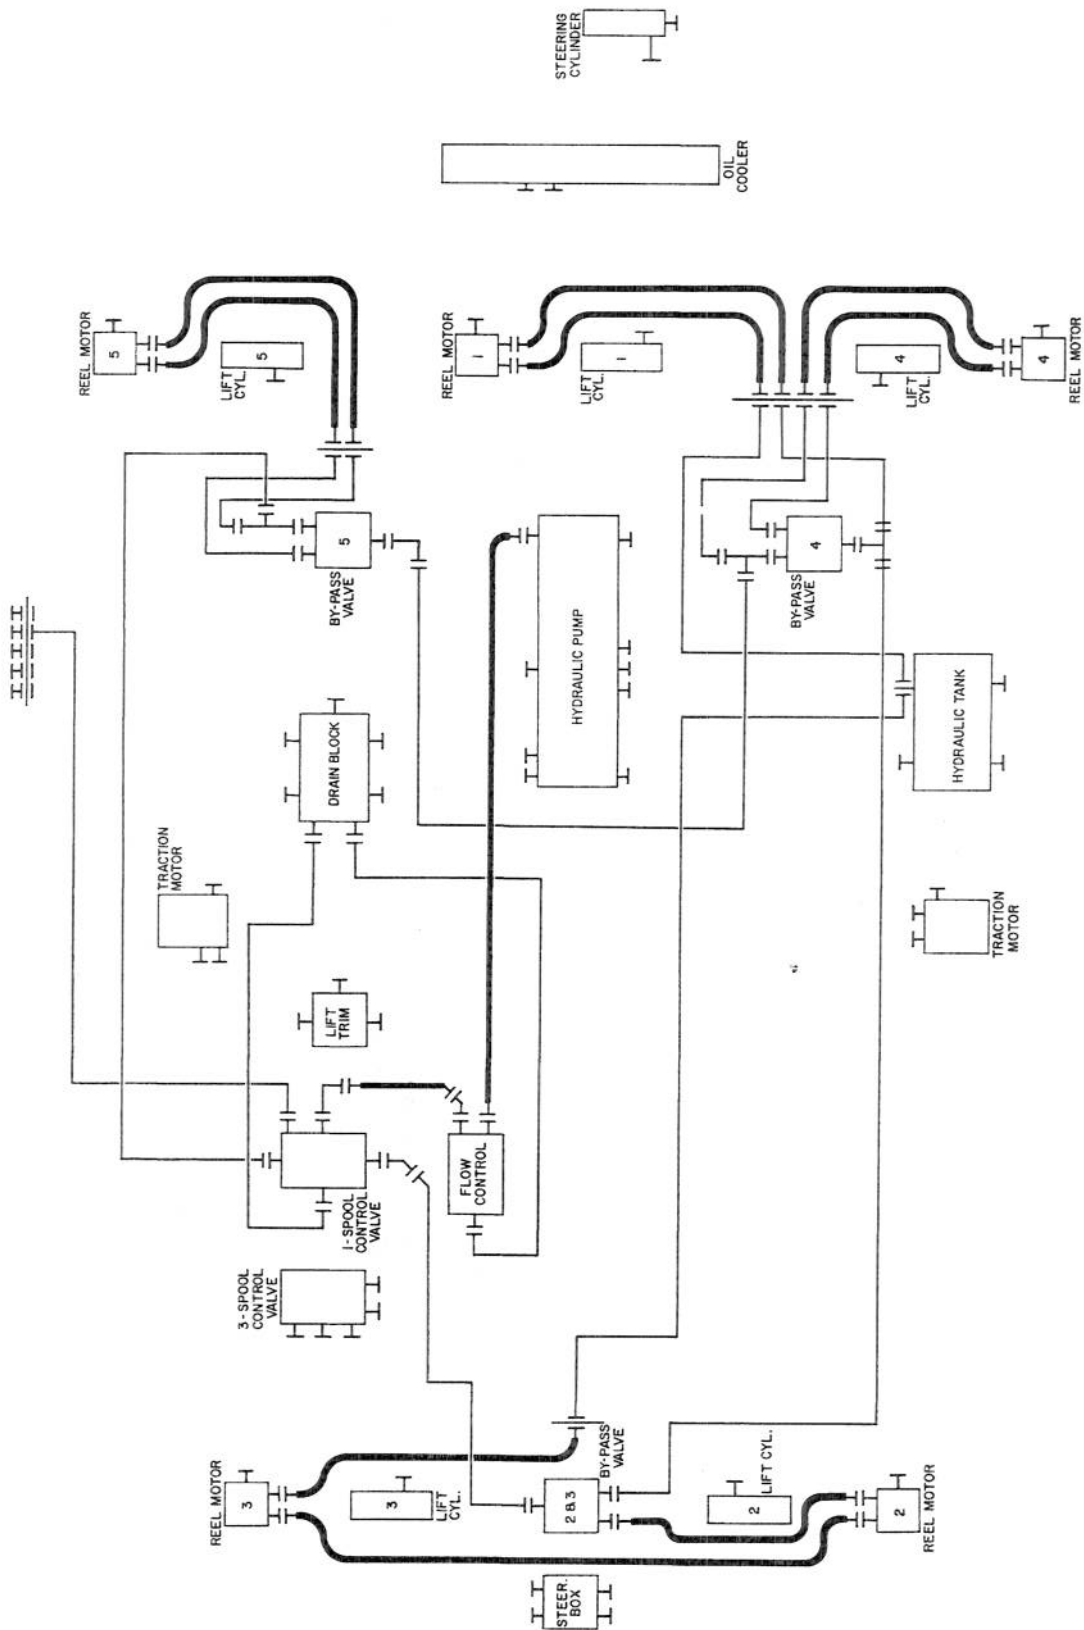 STEERING
CYLINDER
OIL
COOLER
REEL MOTOR
5
LIFT
CYL.
5
REEL MOTOR
1
LIFT
CYL.
1
LIFT
CYL.
4
REEL MOTOR
4
BY-PASS
VALVE
5
BY-PASS
VALVE
4
HYDRAULIC PUMP
DRAIN BLOCK
HYDRAULIC TANK
TRACTION
MOTOR
TRACTION
MOTOR
LIFT
TRIM
1-SPOOL
CONTROL
VALVE
FLOW
CONTROL
3-SPOOL
CONTROL
VALVE
REEL MOTOR
3
LIFT
CYL.
3
BY-PASS
VALVE
2 & 3
LIFT CYL.
2
REEL MOTOR
2
STEER.
BOX